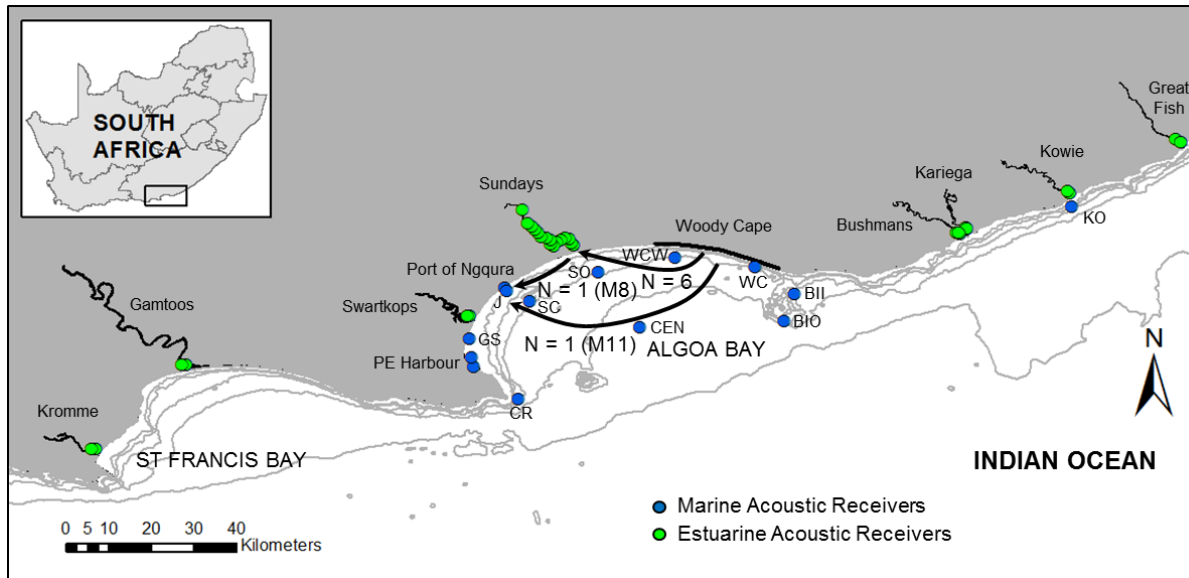 SOUTH
AFRICA
Great
Fish
Kowie
Kariega
Sundays
KO
Woody Cape
Bushmans
WCW
Port of Ngqura
SO
WC
Gamtoos
N = 1 (M8)
N = 6
J
SC
BII
Swartkops
BIO
CEN
GS
N = 1 (M11)
ALGOA BAY
N
PE Harbour
CR
Kromme
ST FRANCIS BAY
INDIAN OCEAN
Marine Acoustic Receivers
0 5 10 20 30 40
Kilometers
Estuarine Acoustic Receivers